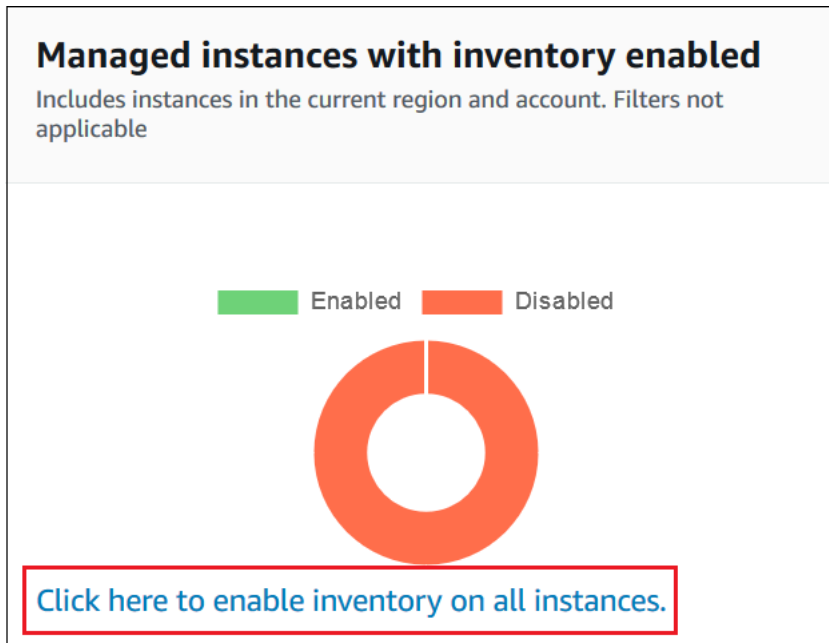 Managed instances with inventory enabled
Includes instances in the current region and account. Filters not
applicable
Enabled Disabled
Click here to enable inventory on all instances.